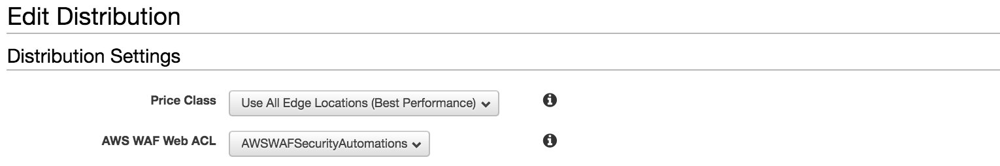 Edit Distribution
Distribution Settings
Price Class Use All Edge Locations (Best Performance)
AWS WAF Web ACL AWSWAFSecurityAutomations